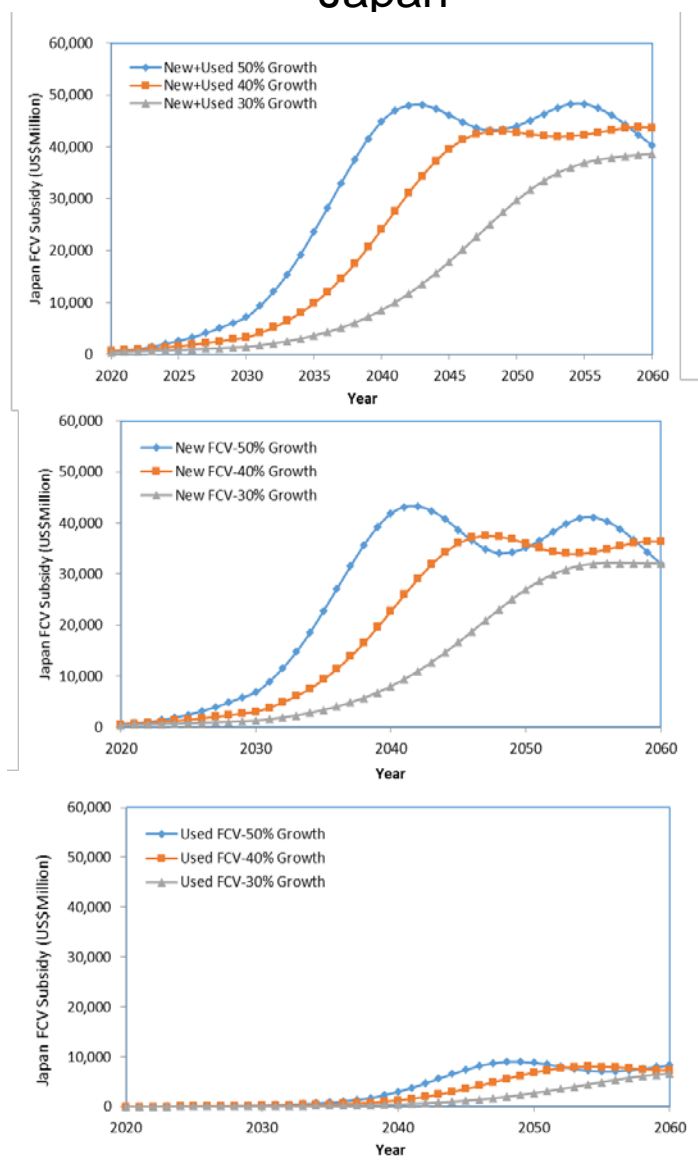 Japan
60,000
50,000
40,000
30,000
20,000
10,000
0
Japan FCV Subsidy (US$Million)
New+Used 50% Growth
New+Used 40% Growth
New+Used 30% Growth
2020 2025 2030 2035 2040 2045 2050 2055 2060
Year
60,000
50,000
40,000
30,000
20,000
10,000
0
Japan FCV Subsidy (US$Million)
New FCV-50% Growth
New FCV-40% Growth
New FCV-30% Growth
2020 2030 2040 2050 2060
Year
60,000
50,000
40,000
30,000
20,000
10,000
0
Japan FCV Subsidy (US$Million)
Used FCV-50% Growth
Used FCV-40% Growth
Used FCV-30% Growth
2020 2030 2040 2050 2060
Year